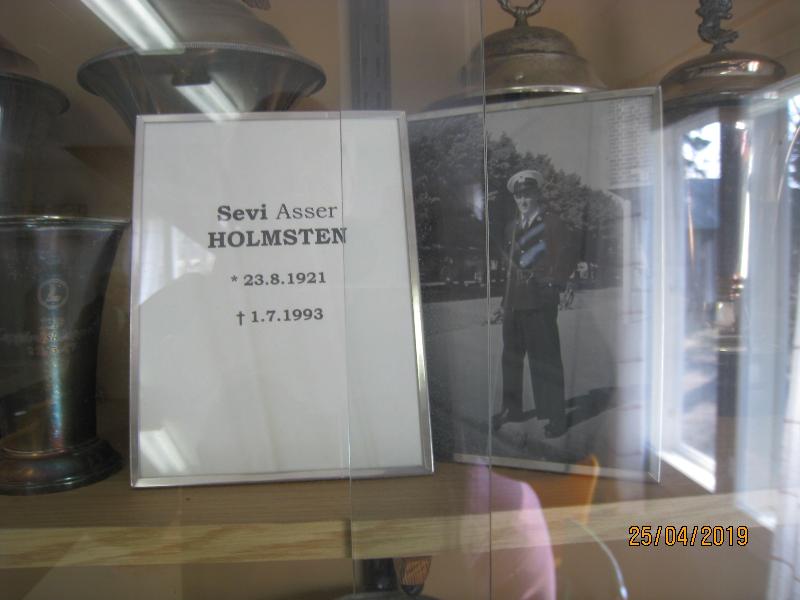 Sevi Asser
HOLMSTEN
* 23.8.1921
† 1.7.1993
25/04/2019